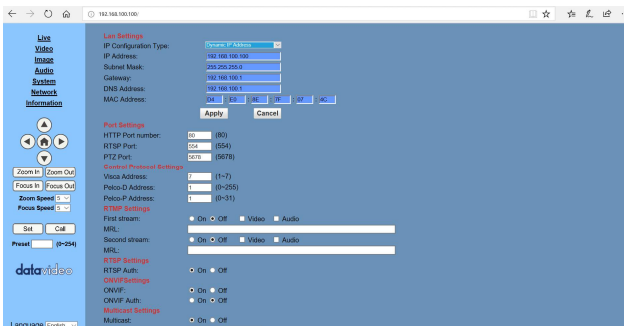 192.168.100.100/
Live
Video
Image
Audio
System
Network
Information
Zoom In Zoom Out
Focus In Focus Out
Zoom Speed 5
Focus Speed 5
Set Call
Preset (0~254)
datavideo
Language English
Lan Settings
IP Configuration Type: Dynamic IP Address
IP Address: 192.168.100.100
Subnet Mask: 255.255.255.0
Gateway: 192.168.100.1
DNS Address: 192.168.100.1
MAC Address: D4 : E0 : 8E : 7F : 07 : 4C
Apply Cancel
Port Settings
HTTP Port number: 80 (80)
RTSP Port: 554 (554)
PTZ Port: 5678 (5678)
Control Protocol Settings
Visca Address: 7 (1~7)
Pelco-D Address: 1 (0~255)
Pelco-P Address: 1 (0~31)
RTMP Settings
First stream: On Off Video Audio
MRL:
Second stream: On Off Video Audio
MRL:
RTSP Settings
RTSP Auth: On Off
ONVIFSettings
ONVIF: On Off
ONVIF Auth: On Off
Multicast Settings
Multicast: On Off